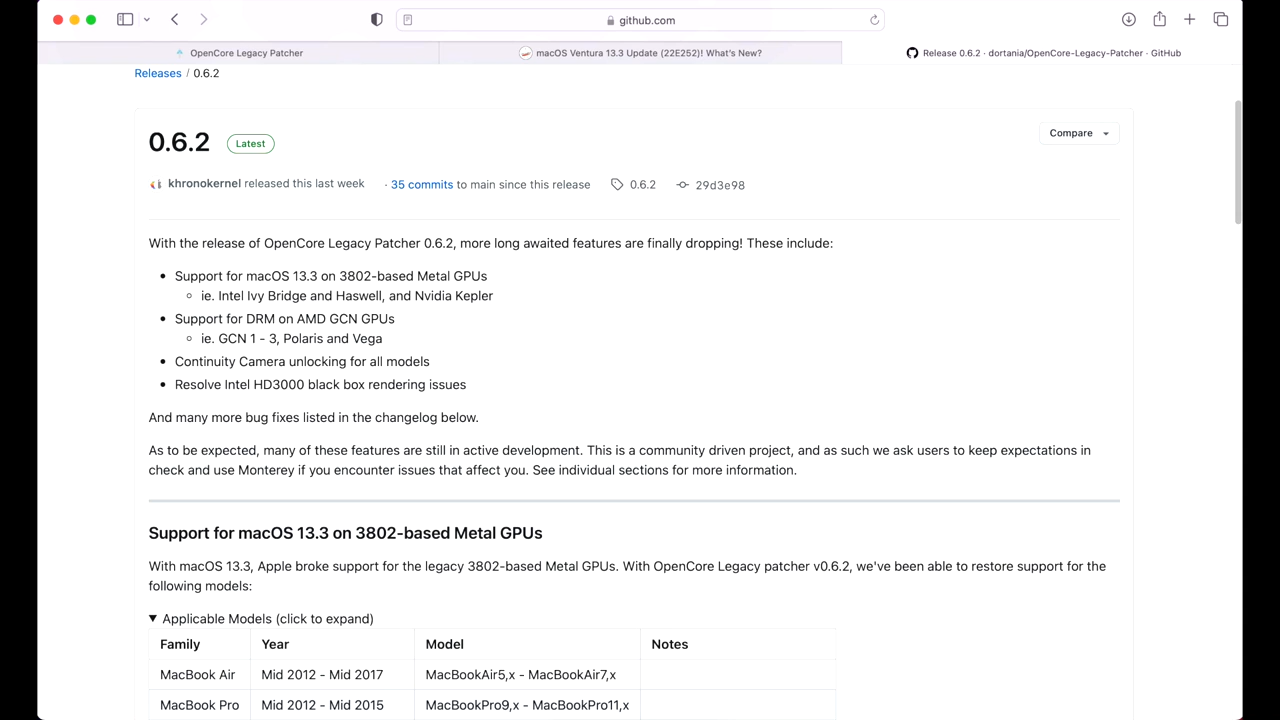 github.com
OpenCore Legacy Patcher
macOS Ventura 13.3 Update (22E252)! What's New?
Release 0.6.2 · dortania/OpenCore-Legacy-Patcher · GitHub
Releases / 0.6.2
0.6.2 Latest
Compare
khronokernel released this last week · 35 commits to main since this release 0.6.2 29d3e98
With the release of OpenCore Legacy Patcher 0.6.2, more long awaited features are finally dropping! These include:
• Support for macOS 13.3 on 3802-based Metal GPUs
◦ ie. Intel Ivy Bridge and Haswell, and Nvidia Kepler
• Support for DRM on AMD GCN GPUs
◦ ie. GCN 1 - 3, Polaris and Vega
• Continuity Camera unlocking for all models
• Resolve Intel HD3000 black box rendering issues
And many more bug fixes listed in the changelog below.
As to be expected, many of these features are still in active development. This is a community driven project, and as such we ask users to keep expectations in
check and use Monterey if you encounter issues that affect you. See individual sections for more information.
Support for macOS 13.3 on 3802-based Metal GPUs
With macOS 13.3, Apple broke support for the legacy 3802-based Metal GPUs. With OpenCore Legacy patcher v0.6.2, we've been able to restore support for the
following models:
▼ Applicable Models (click to expand)
Family Year Model Notes
MacBook Air Mid 2012 - Mid 2017 MacBookAir5,x - MacBookAir7,x
MacBook Pro Mid 2012 - Mid 2015 MacBookPro9,x - MacBookPro11,x